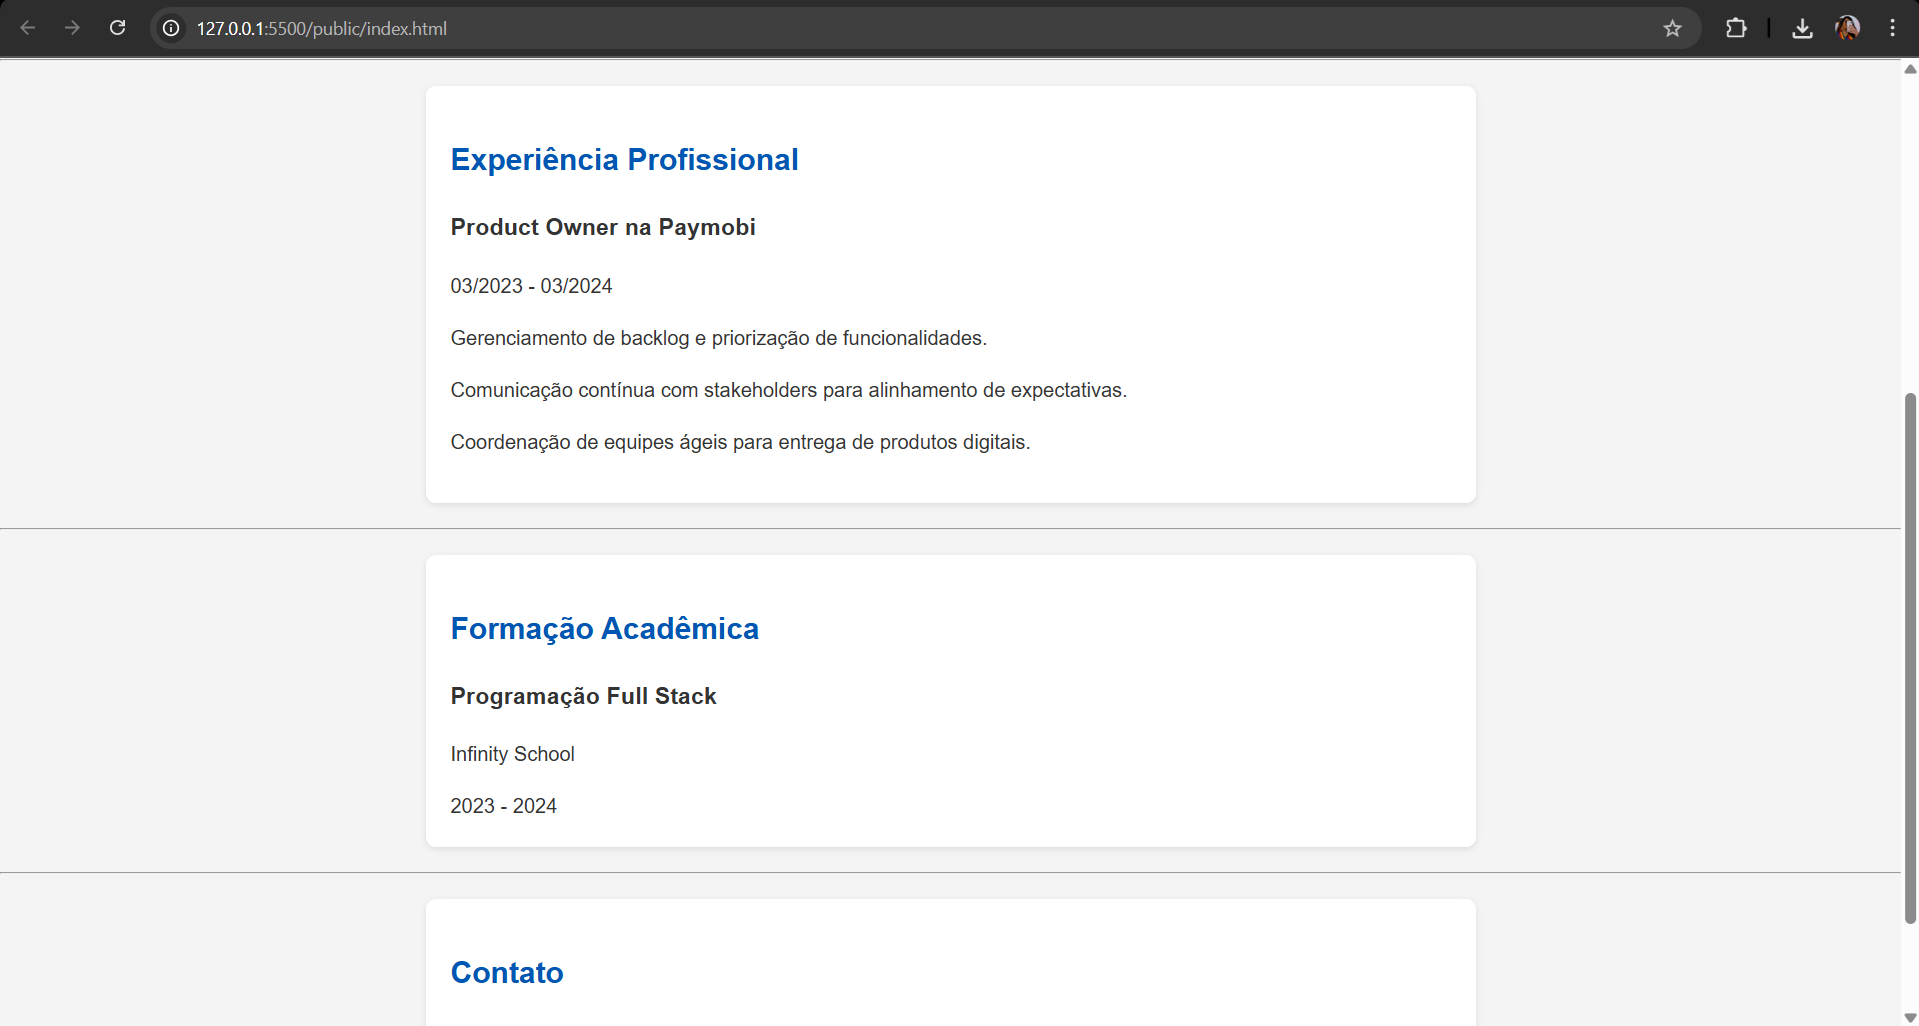 127.0.0.1:5500/public/index.html
Experiência Profissional
Product Owner na Paymobi
03/2023 - 03/2024
Gerenciamento de backlog e priorização de funcionalidades.
Comunicação contínua com stakeholders para alinhamento de expectativas.
Coordenação de equipes ágeis para entrega de produtos digitais.
Formação Acadêmica
Programação Full Stack
Infinity School
2023 - 2024
Contato